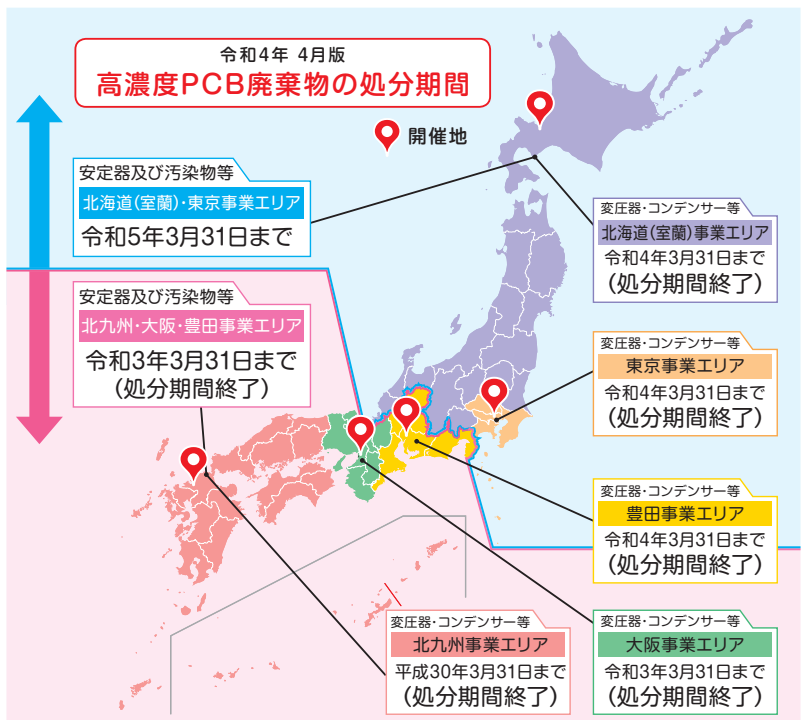 令和4年 4月版
高濃度PCB廃棄物の処分期間
開催地
安定器及び汚染物等
北海道(室蘭)・東京事業エリア
令和5年3月31日まで
安定器及び汚染物等
北九州・大阪・豊田事業エリア
令和3年3月31日まで
(処分期間終了)
変圧器・コンデンサー等
北海道(室蘭)事業エリア
令和4年3月31日まで
(処分期間終了)
変圧器・コンデンサー等
東京事業エリア
令和4年3月31日まで
(処分期間終了)
変圧器・コンデンサー等
豊田事業エリア
令和4年3月31日まで
(処分期間終了)
変圧器・コンデンサー等
北九州事業エリア
平成30年3月31日まで
(処分期間終了)
変圧器・コンデンサー等
大阪事業エリア
令和3年3月31日まで
(処分期間終了)